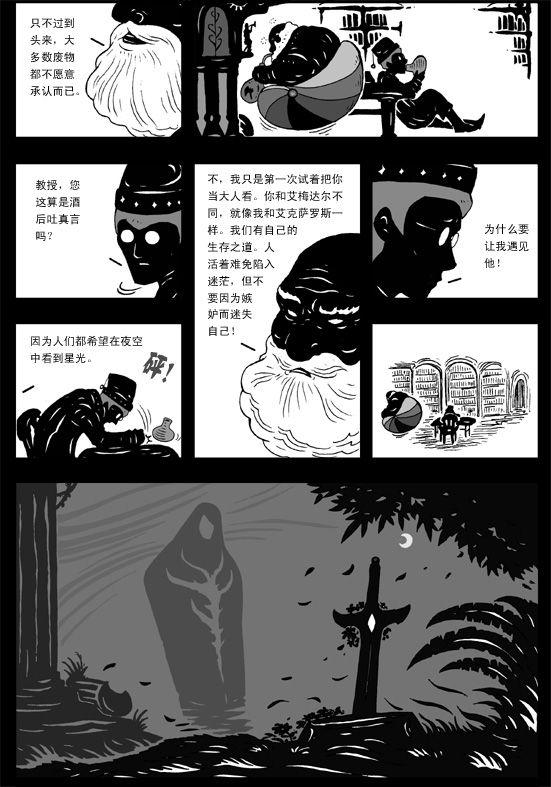 只不过到
头来，大
多数废物
都不愿意
承认而已。
教授，您
这算是酒
后吐真言
吗？
不，我只是第一次试着把你
当大人看。你和艾梅达尔不
同，就像我和艾克萨罗斯一
样。我们有自己的
生存之道。人
活着难免陷入
迷茫，但不
要因为嫉
妒而迷失
自己！
为什么要
让我遇见
他！
因为人们都希望在夜空
中看到星光。
砰！